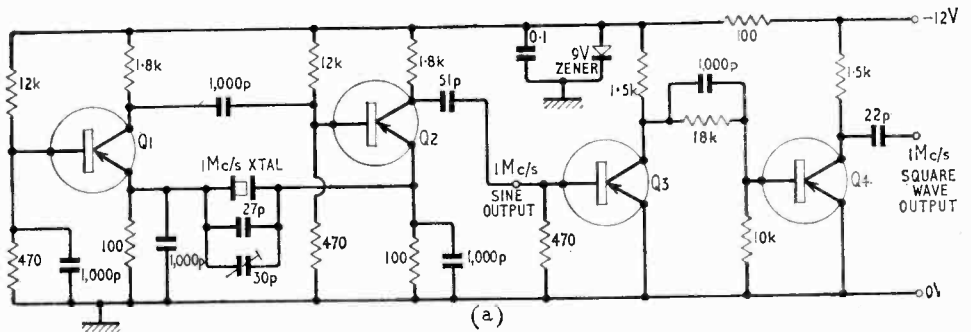 -12V
100
0·1
9V
ZENER
12k
1·8k
12k
1·8k
1,000p
51p
1·5k
1,000p
1·5k
18k
22p
Q1
Q2
Q3
Q4
1Mc/s XTAL
27p
30p
1Mc/s
SINE
OUTPUT
1Mc/s
SQUARE
WAVE
OUTPUT
470
1,000p
100
1,000p
470
100
1,000p
470
10k
0V
(a)